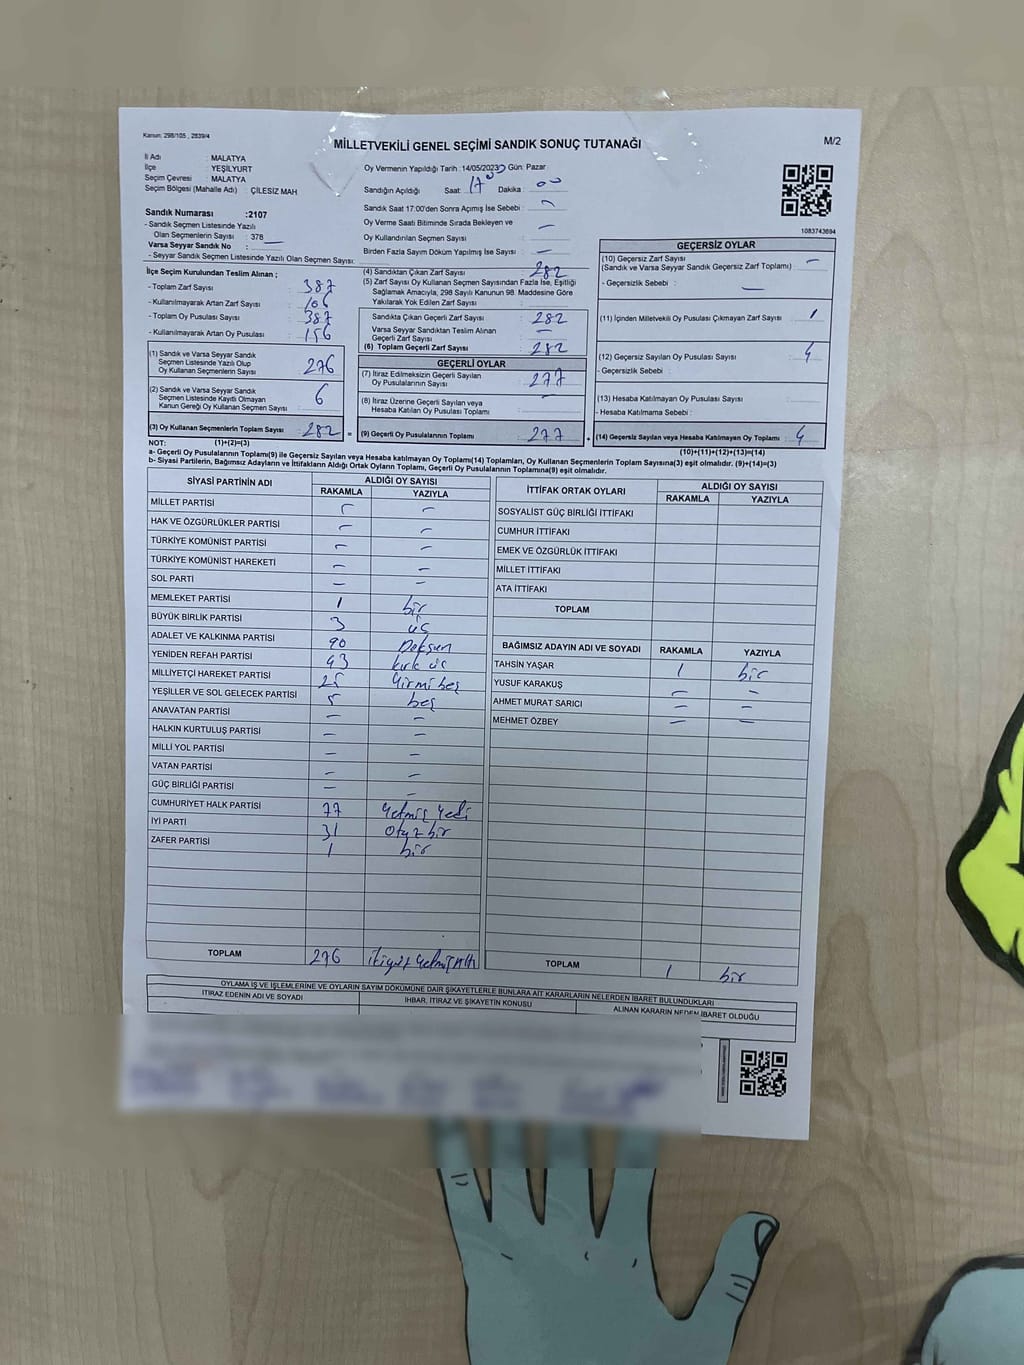 Kanun: 298/105 , 2839/4
MİLLETVEKİLİ GENEL SEÇİMİ SANDIK SONUÇ TUTANAĞI
M/2
İl Adı : MALATYA
İlçe : YEŞİLYURT
Seçim Çevresi : MALATYA
Seçim Bölgesi (Mahalle Adı) : ÇİLESİZ MAH
Sandık Numarası :2107
- Sandık Seçmen Listesinde Yazılı
Olan Seçmenlerin Sayısı : 378
Varsa Seyyar Sandık No :
- Seyyar Sandık Seçmen Listesinde Yazılı Olan Seçmen Sayısı:
Oy Vermenin Yapıldığı Tarih : 14/05/2023 Gün: Pazar
Sandığın Açıldığı Saat: 17 Dakika : 00
Sandık Saat 17:00'den Sonra Açılmış İse Sebebi : -
Oy Verme Saati Bitiminde Sırada Bekleyen ve
Oy Kullandırılan Seçmen Sayısı : -
Birden Fazla Sayım Döküm Yapılmış İse Sayısı : -
1083743694
İlçe Seçim Kurulundan Teslim Alınan ;
- Toplam Zarf Sayısı : 387
- Kullanılmayarak Artan Zarf Sayısı : 106
- Toplam Oy Pusulası Sayısı : 387
- Kullanılmayarak Artan Oy Pusulası : 156
(1) Sandık ve Varsa Seyyar Sandık
Seçmen Listesinde Yazılı Olup
Oy Kullanan Seçmenlerin Sayısı : 276
(2) Sandık ve Varsa Seyyar Sandık
Seçmen Listesinde Kayıtlı Olmayan
Kanun Gereği Oy Kullanan Seçmen Sayısı : 6
(3) Oy Kullanan Seçmenlerin Toplam Sayısı : 282 =
(4) Sandıktan Çıkan Zarf Sayısı : 282
(5) Zarf Sayısı Oy Kullanan Seçmen Sayısından Fazla İse, Eşitliği
Sağlamak Amacıyla, 298 Sayılı Kanunun 98. Maddesine Göre
Yakılarak Yok Edilen Zarf Sayısı :
Sandıkta Çıkan Geçerli Zarf Sayısı : 282
Varsa Seyyar Sandıktan Teslim Alınan
Geçerli Zarf Sayısı : -
(6) Toplam Geçerli Zarf Sayısı : 282
GEÇERLİ OYLAR
(7) İtiraz Edilmeksizin Geçerli Sayılan
Oy Pusulalarının Sayısı : 277
(8) İtiraz Üzerine Geçerli Sayılan veya
Hesaba Katılan Oy Pusulası Toplamı : -
(9) Geçerli Oy Pusulalarının Toplamı : 277 +
GEÇERSİZ OYLAR
(10) Geçersiz Zarf Sayısı
(Sandık ve Varsa Seyyar Sandık Geçersiz Zarf Toplamı) : -
- Geçersizlik Sebebi : -
(11) İçinden Milletvekili Oy Pusulası Çıkmayan Zarf Sayısı : 1
(12) Geçersiz Sayılan Oy Pusulası Sayısı : 4
- Geçersizlik Sebebi :
(13) Hesaba Katılmayan Oy Pusulası Sayısı :
- Hesaba Katılmama Sebebi :
(14) Geçersiz Sayılan veya Hesaba Katılmayan Oy Toplamı : 4
NOT: (1)+(2)=(3)
(10)+(11)+(12)+(13)=(14)
a- Geçerli Oy Pusulaları Toplamı(9) ile Geçersiz Sayılan veya Hesaba Katılmayan Oy Toplamı(14) Toplamları, Oy Kullanan Seçmenlerin Toplam Sayısına(3) eşit olmalıdır. (9)+(14)=(3)
b- Siyasi Partilerin, Bağımsız Adayların ve İttifakların Aldığı Ortak Oyların Toplamı, Geçerli Oy Pusulalarının Toplamına(9) eşit olmalıdır.
SİYASİ PARTİNİN ADI
ALDIĞI OY SAYISI
RAKAMLA YAZIYLA
MİLLET PARTİSİ - -
HAK VE ÖZGÜRLÜKLER PARTİSİ - -
TÜRKİYE KOMÜNİST PARTİSİ - -
TÜRKİYE KOMÜNİST HAREKETİ - -
SOL PARTİ - -
MEMLEKET PARTİSİ 1 bir
BÜYÜK BİRLİK PARTİSİ 3 üç
ADALET VE KALKINMA PARTİSİ 90 Doksan
YENİDEN REFAH PARTİSİ 43 kırk üç
MİLLİYETÇİ HAREKET PARTİSİ 25 Yirmi beş
YEŞİLLER VE SOL GELECEK PARTİSİ 5 beş
ANAVATAN PARTİSİ - -
HALKIN KURTULUŞ PARTİSİ - -
MİLLİ YOL PARTİSİ - -
VATAN PARTİSİ - -
GÜÇ BİRLİĞİ PARTİSİ - -
CUMHURİYET HALK PARTİSİ 77 Yetmiş Yedi
İYİ PARTİ 31 Otuz bir
ZAFER PARTİSİ 1 bir
TOPLAM 276 ikiyüz Yetmiş Altı
İTTİFAK ORTAK OYLARI
ALDIĞI OY SAYISI
RAKAMLA YAZIYLA
SOSYALİST GÜÇ BİRLİĞİ İTTİFAKI
CUMHUR İTTİFAKI
EMEK VE ÖZGÜRLÜK İTTİFAKI
MİLLET İTTİFAKI
ATA İTTİFAKI
TOPLAM
BAĞIMSIZ ADAYIN ADI VE SOYADI RAKAMLA YAZIYLA
TAHSİN YAŞAR 1 bir
YUSUF KARAKUŞ - -
AHMET MURAT SARICI - -
MEHMET ÖZBEY - -
TOPLAM 1 bir
OYLAMA İŞ VE İŞLEMLERİNE VE OYLARIN SAYIM DÖKÜMÜNE DAİR ŞİKAYETLERLE BUNLARA AİT KARARLARIN NELERDEN İBARET BULUNDUKLARI
İTİRAZ EDENİN ADI VE SOYADI İHBAR, İTİRAZ VE ŞİKAYETİN KONUSU ALINAN KARARIN NEDEN İBARET OLDUĞU